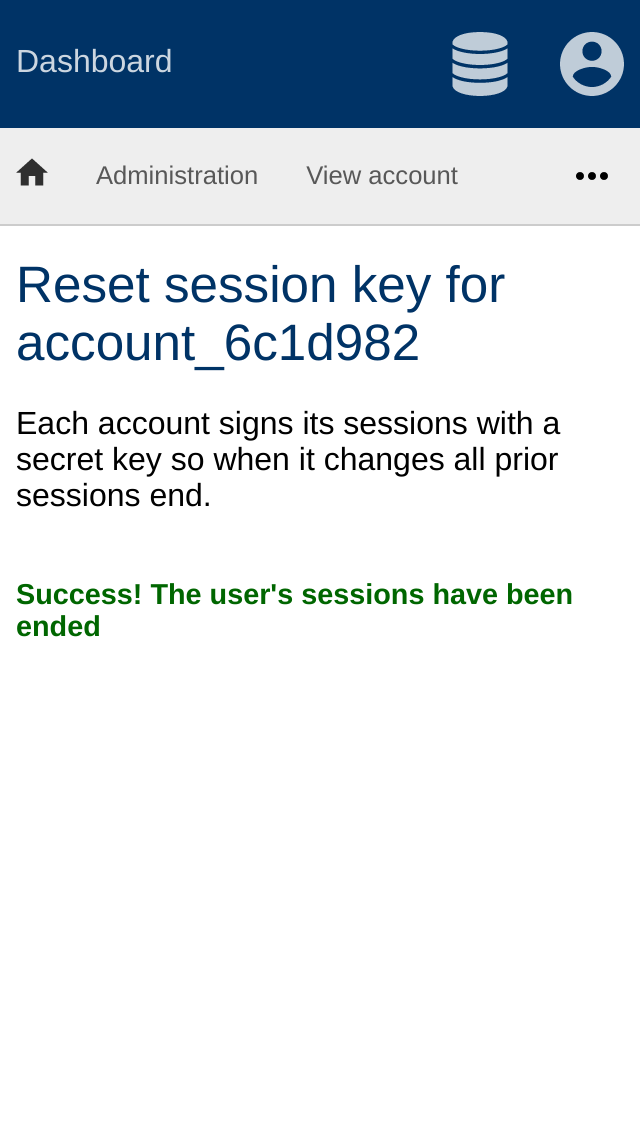 Dashboard
Administration View account
Reset session key for
account_6c1d982
Each account signs its sessions with a
secret key so when it changes all prior
sessions end.
Success! The user's sessions have been
ended